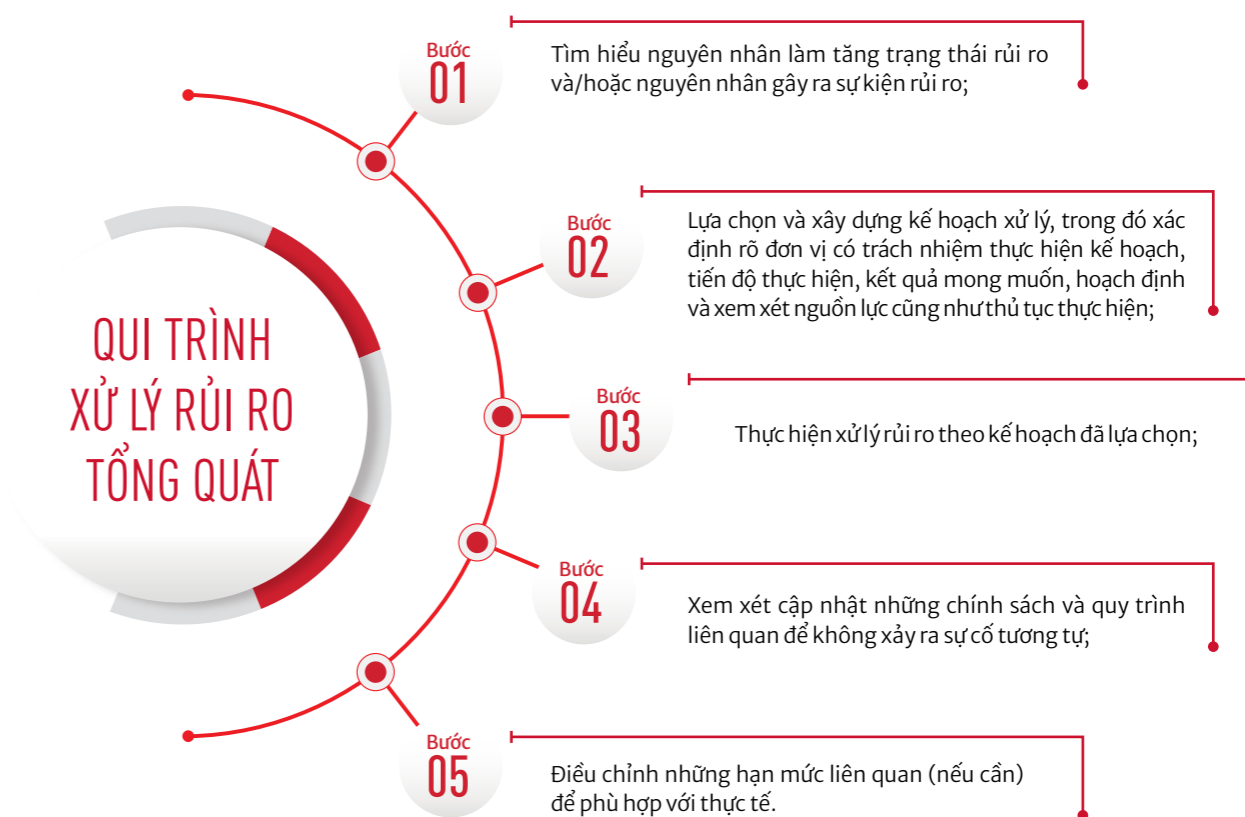 QUI TRÌNH
XỬ LÝ RỦI RO
TỔNG QUÁT
Bước
01
Tìm hiểu nguyên nhân làm tăng trạng thái rủi ro
và/hoặc nguyên nhân gây ra sự kiện rủi ro;
Bước
02
Lựa chọn và xây dựng kế hoạch xử lý, trong đó xác
định rõ đơn vị có trách nhiệm thực hiện kế hoạch,
tiến độ thực hiện, kết quả mong muốn, hoạch định
và xem xét nguồn lực cũng như thủ tục thực hiện;
Bước
03
Thực hiện xử lý rủi ro theo kế hoạch đã lựa chọn;
Bước
04
Xem xét cập nhật những chính sách và quy trình
liên quan để không xảy ra sự cố tương tự;
Bước
05
Điều chỉnh những hạn mức liên quan (nếu cần)
để phù hợp với thực tế.